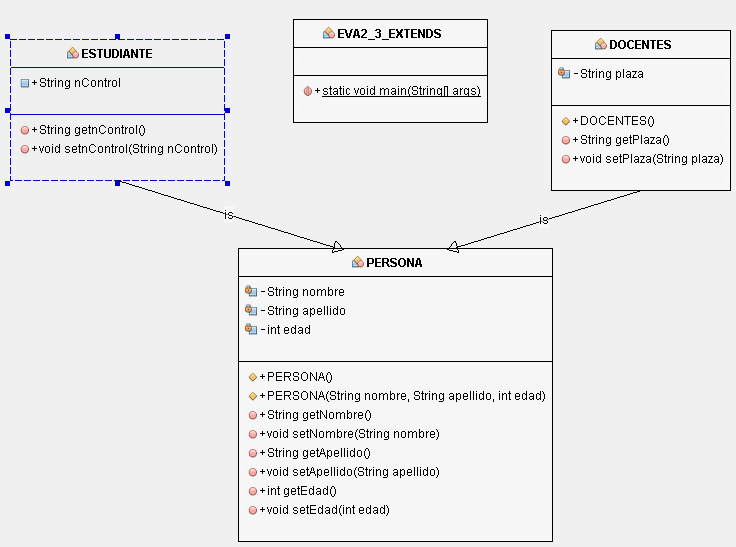 ESTUDIANTE
+String nControl
+String getnControl()
+void setnControl(String nControl)
EVA2_3_EXTENDS
+static void main(String[] args)
DOCENTES
-String plaza
+DOCENTES()
+String getPlaza()
+void setPlaza(String plaza)
is
is
PERSONA
-String nombre
-String apellido
-int edad
+PERSONA()
+PERSONA(String nombre, String apellido, int edad)
+String getNombre()
+void setNombre(String nombre)
+String getApellido()
+void setApellido(String apellido)
+int getEdad()
+void setEdad(int edad)